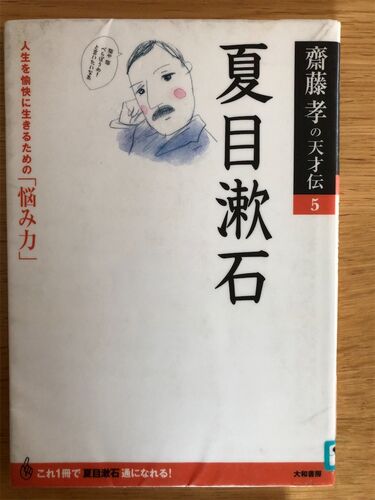 齋藤孝の天才伝
5
夏目漱石
人生を愉快に生きるための「悩み力」
これ1冊で夏目漱石通になれる!
大和書房